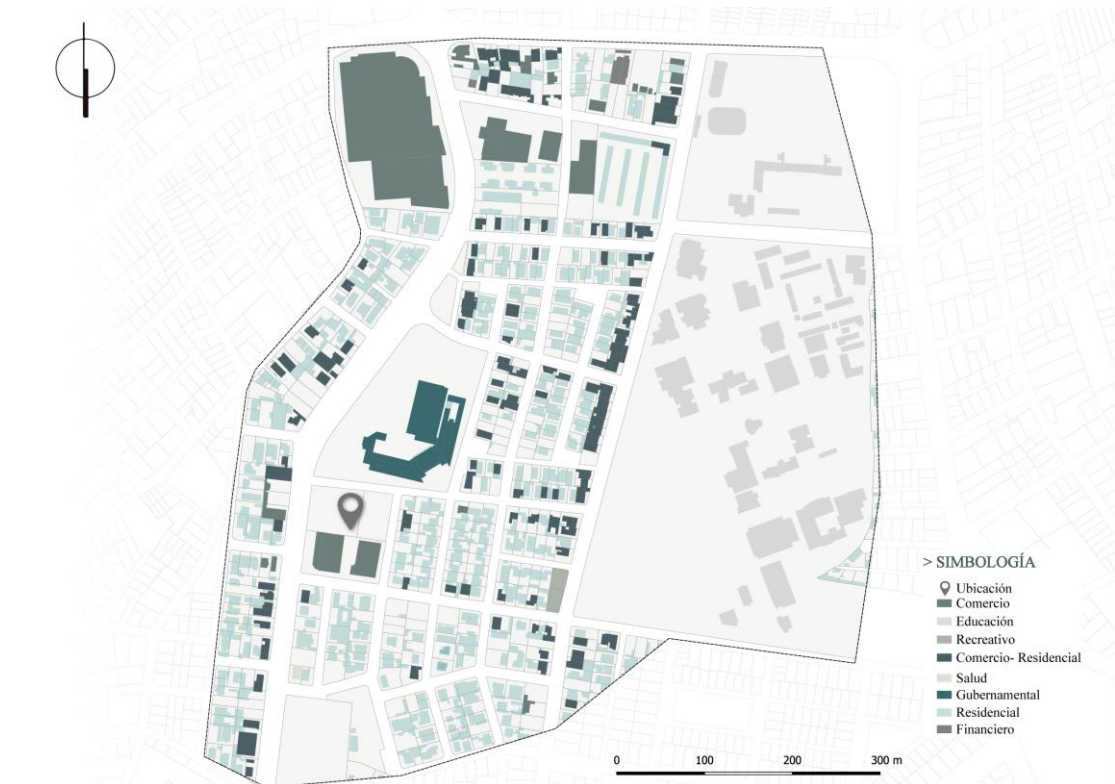 > SIMBOLOGÍA
Ubicación
Comercio
Educación
Recreativo
Comercio- Residencial
Salud
Gubernamental
Residencial
Financiero
0 100 200 300 m